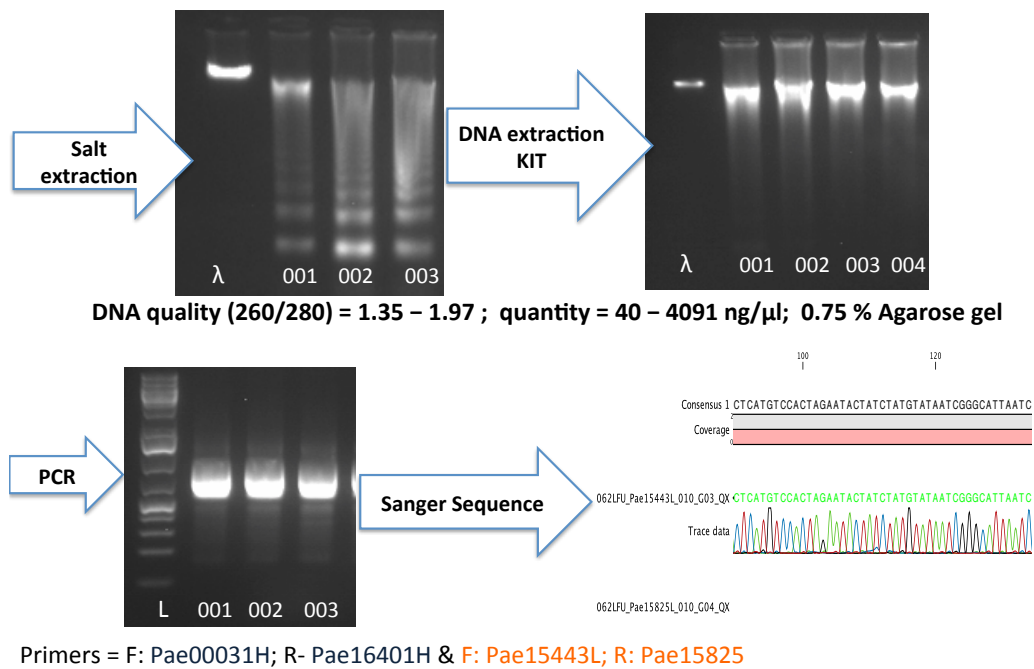 Salt
extraction
DNA extraction
KIT
λ 001 002 003
λ 001 002 003 004
DNA quality (260/280) = 1.35 – 1.97 ; quantity = 40 – 4091 ng/µl; 0.75 % Agarose gel
PCR
L 001 002 003
Sanger Sequence
100 120
Consensus 1 CTCATGTCCACTAGAATACTATCTATGTATAATCGGGCATTAATC
2
Coverage
0
062LFU_Pae15443L_010_G03_QX CTCATGTCCACTAGAATACTATCTATGTATAATCGGGCATTAATC
Trace data
062LFU_Pae15825L_010_G04_QX
Primers = F: Pae00031H; R- Pae16401H & F: Pae15443L; R: Pae15825